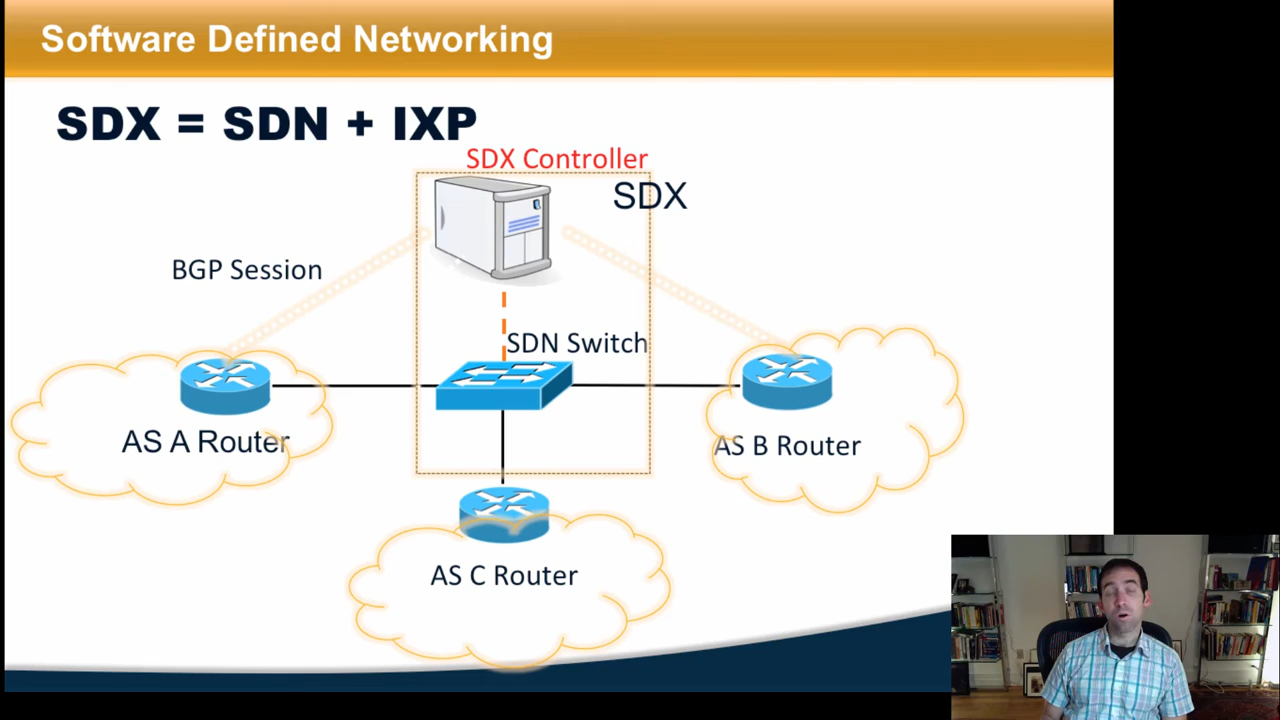 Software Defined Networking
SDX = SDN + IXP
SDX Controller
SDX
BGP Session
SDN Switch
AS A Router
AS B Router
AS C Router